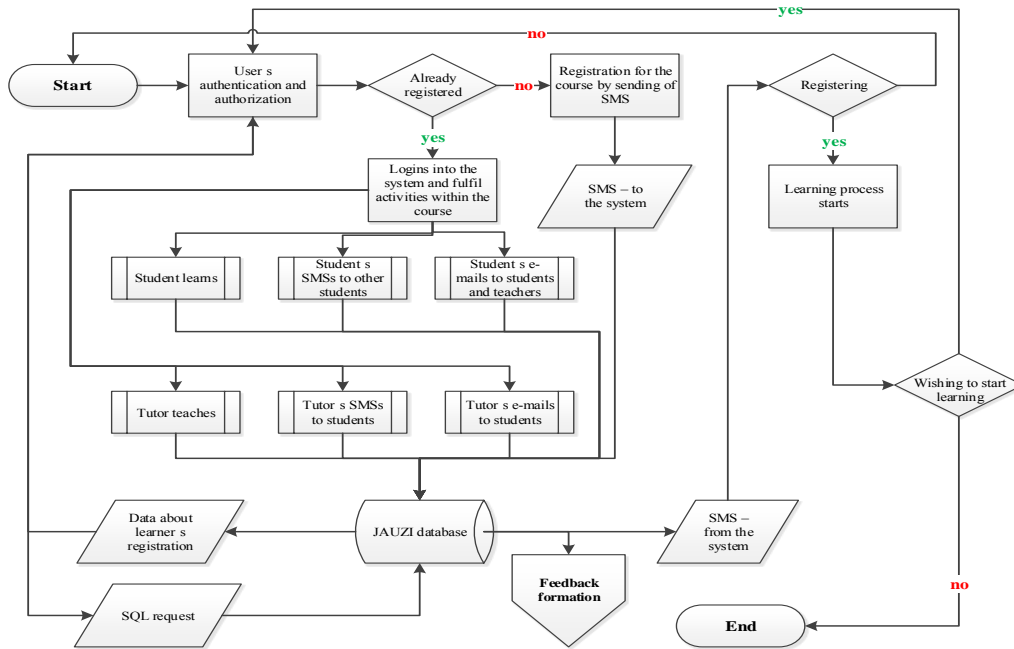 yes
no
Start
User s
authentication and
authorization
Already
registered
no
Registration for the
course by sending of
SMS
Registering
yes
yes
Logins into the
system and fulfil
activities within the
course
SMS – to
the system
Learning process
starts
Student learns
Student s
SMSs to other
students
Student s e-
mails to students
and teachers
Wishing to start
learning
Tutor teaches
Tutor s SMSs
to students
Tutor s e-mails
to students
Data about
learner s
registration
JAUZI database
SMS –
from the
system
Feedback
formation
no
SQL request
End